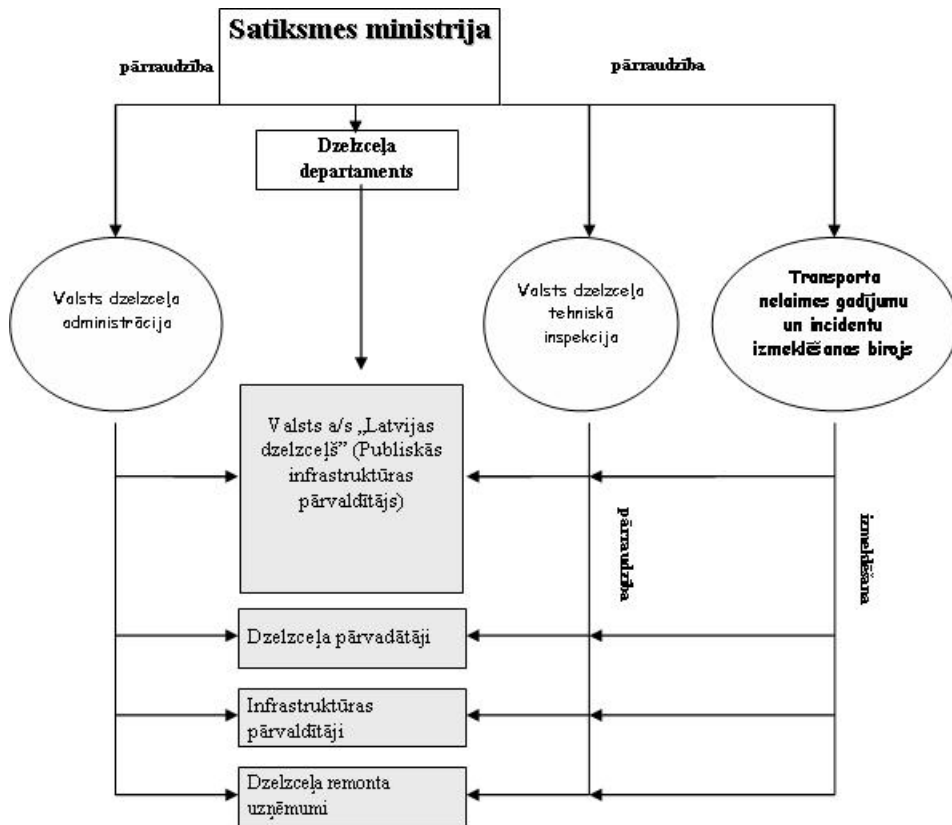 Satiksmes ministrija
pārraudzība
pārraudzība
Dzelzceļa
departaments
Valsts dzelzceļa
administrācija
Valsts dzelzceļa
tehniskā
inspekcija
Transporta
nelaimes gadījumu
un incidentu
izmeklēšanas birojs
Valsts a/s „Latvijas
dzelzceļš” (Publiskās
infrastruktūras
pārvaldītājs)
pārraudzība
izmeklēšana
Dzelzceļa pārvadātāji
Infrastruktūras
pārvaldītāji
Dzelzceļa remonta
uzņēmumi